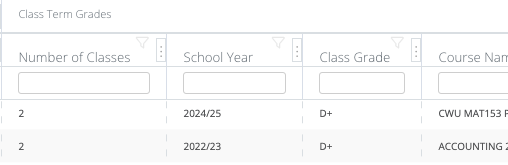 Class Term Grades
Number of Classes School Year Class Grade Course
2 2024/25 D+ CWU MAT153
2 2022/23 D+ ACCOUNTING 2